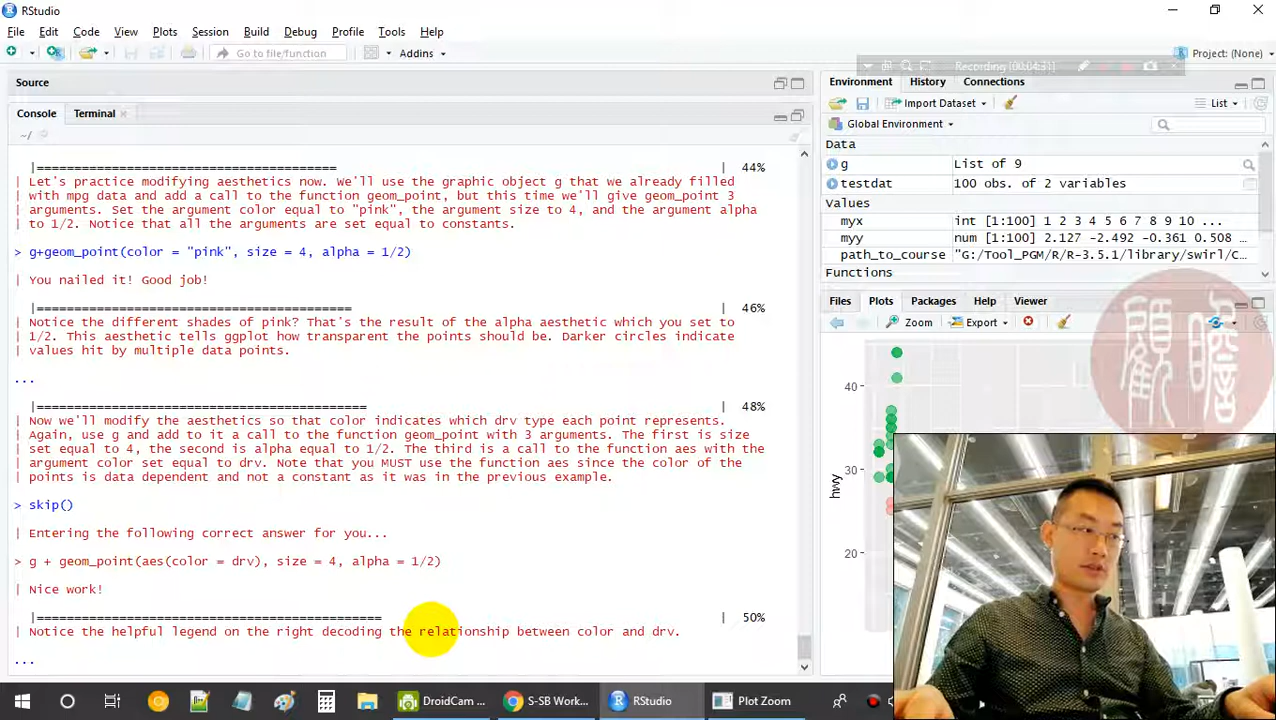 RStudio
File Edit Code View Plots Session Build Debug Profile Tools Help
Go to file/function Addins Project: (None)
Recording [00:04:31]
Source
Console Terminal
~/
|========================================= | 44%
| Let's practice modifying aesthetics now. We'll use the graphic object g that we already filled
| with mpg data and add a call to the function geom_point, but this time we'll give geom_point 3
| arguments. Set the argument color equal to "pink", the argument size to 4, and the argument alpha
| to 1/2. Notice that all the arguments are set equal to constants.
> g+geom_point(color = "pink", size = 4, alpha = 1/2)
| You nailed it! Good job!
|=========================================== | 46%
| Notice the different shades of pink? That's the result of the alpha aesthetic which you set to
| 1/2. This aesthetic tells ggplot how transparent the points should be. Darker circles indicate
| values hit by multiple data points.
...
|============================================= | 48%
| Now we'll modify the aesthetics so that color indicates which drv type each point represents.
| Again, use g and add to it a call to the function geom_point with 3 arguments. The first is size
| set equal to 4, the second is alpha equal to 1/2. The third is a call to the function aes with the
| argument color set equal to drv. Note that you MUST use the function aes since the color of the
| points is data dependent and not a constant as it was in the previous example.
> skip()
| Entering the following correct answer for you...
> g + geom_point(aes(color = drv), size = 4, alpha = 1/2)
| Nice work!
|=============================================== | 50%
| Notice the helpful legend on the right decoding the relationship between color and drv.
...
Environment History Connections
Import Dataset List
Global Environment
Data
g List of 9
testdat 100 obs. of 2 variables
Values
myx int [1:100] 1 2 3 4 5 6 7 8 9 10 ...
myy num [1:100] 2.127 -2.492 -0.361 0.508 ...
path_to_course "G:/Tool_PGM/R/R-3.5.1/library/swirl/C...
Functions
Files Plots Packages Help Viewer
Zoom Export
40
30
20
hwy
DroidCam ... S-SB Work... RStudio Plot Zoom